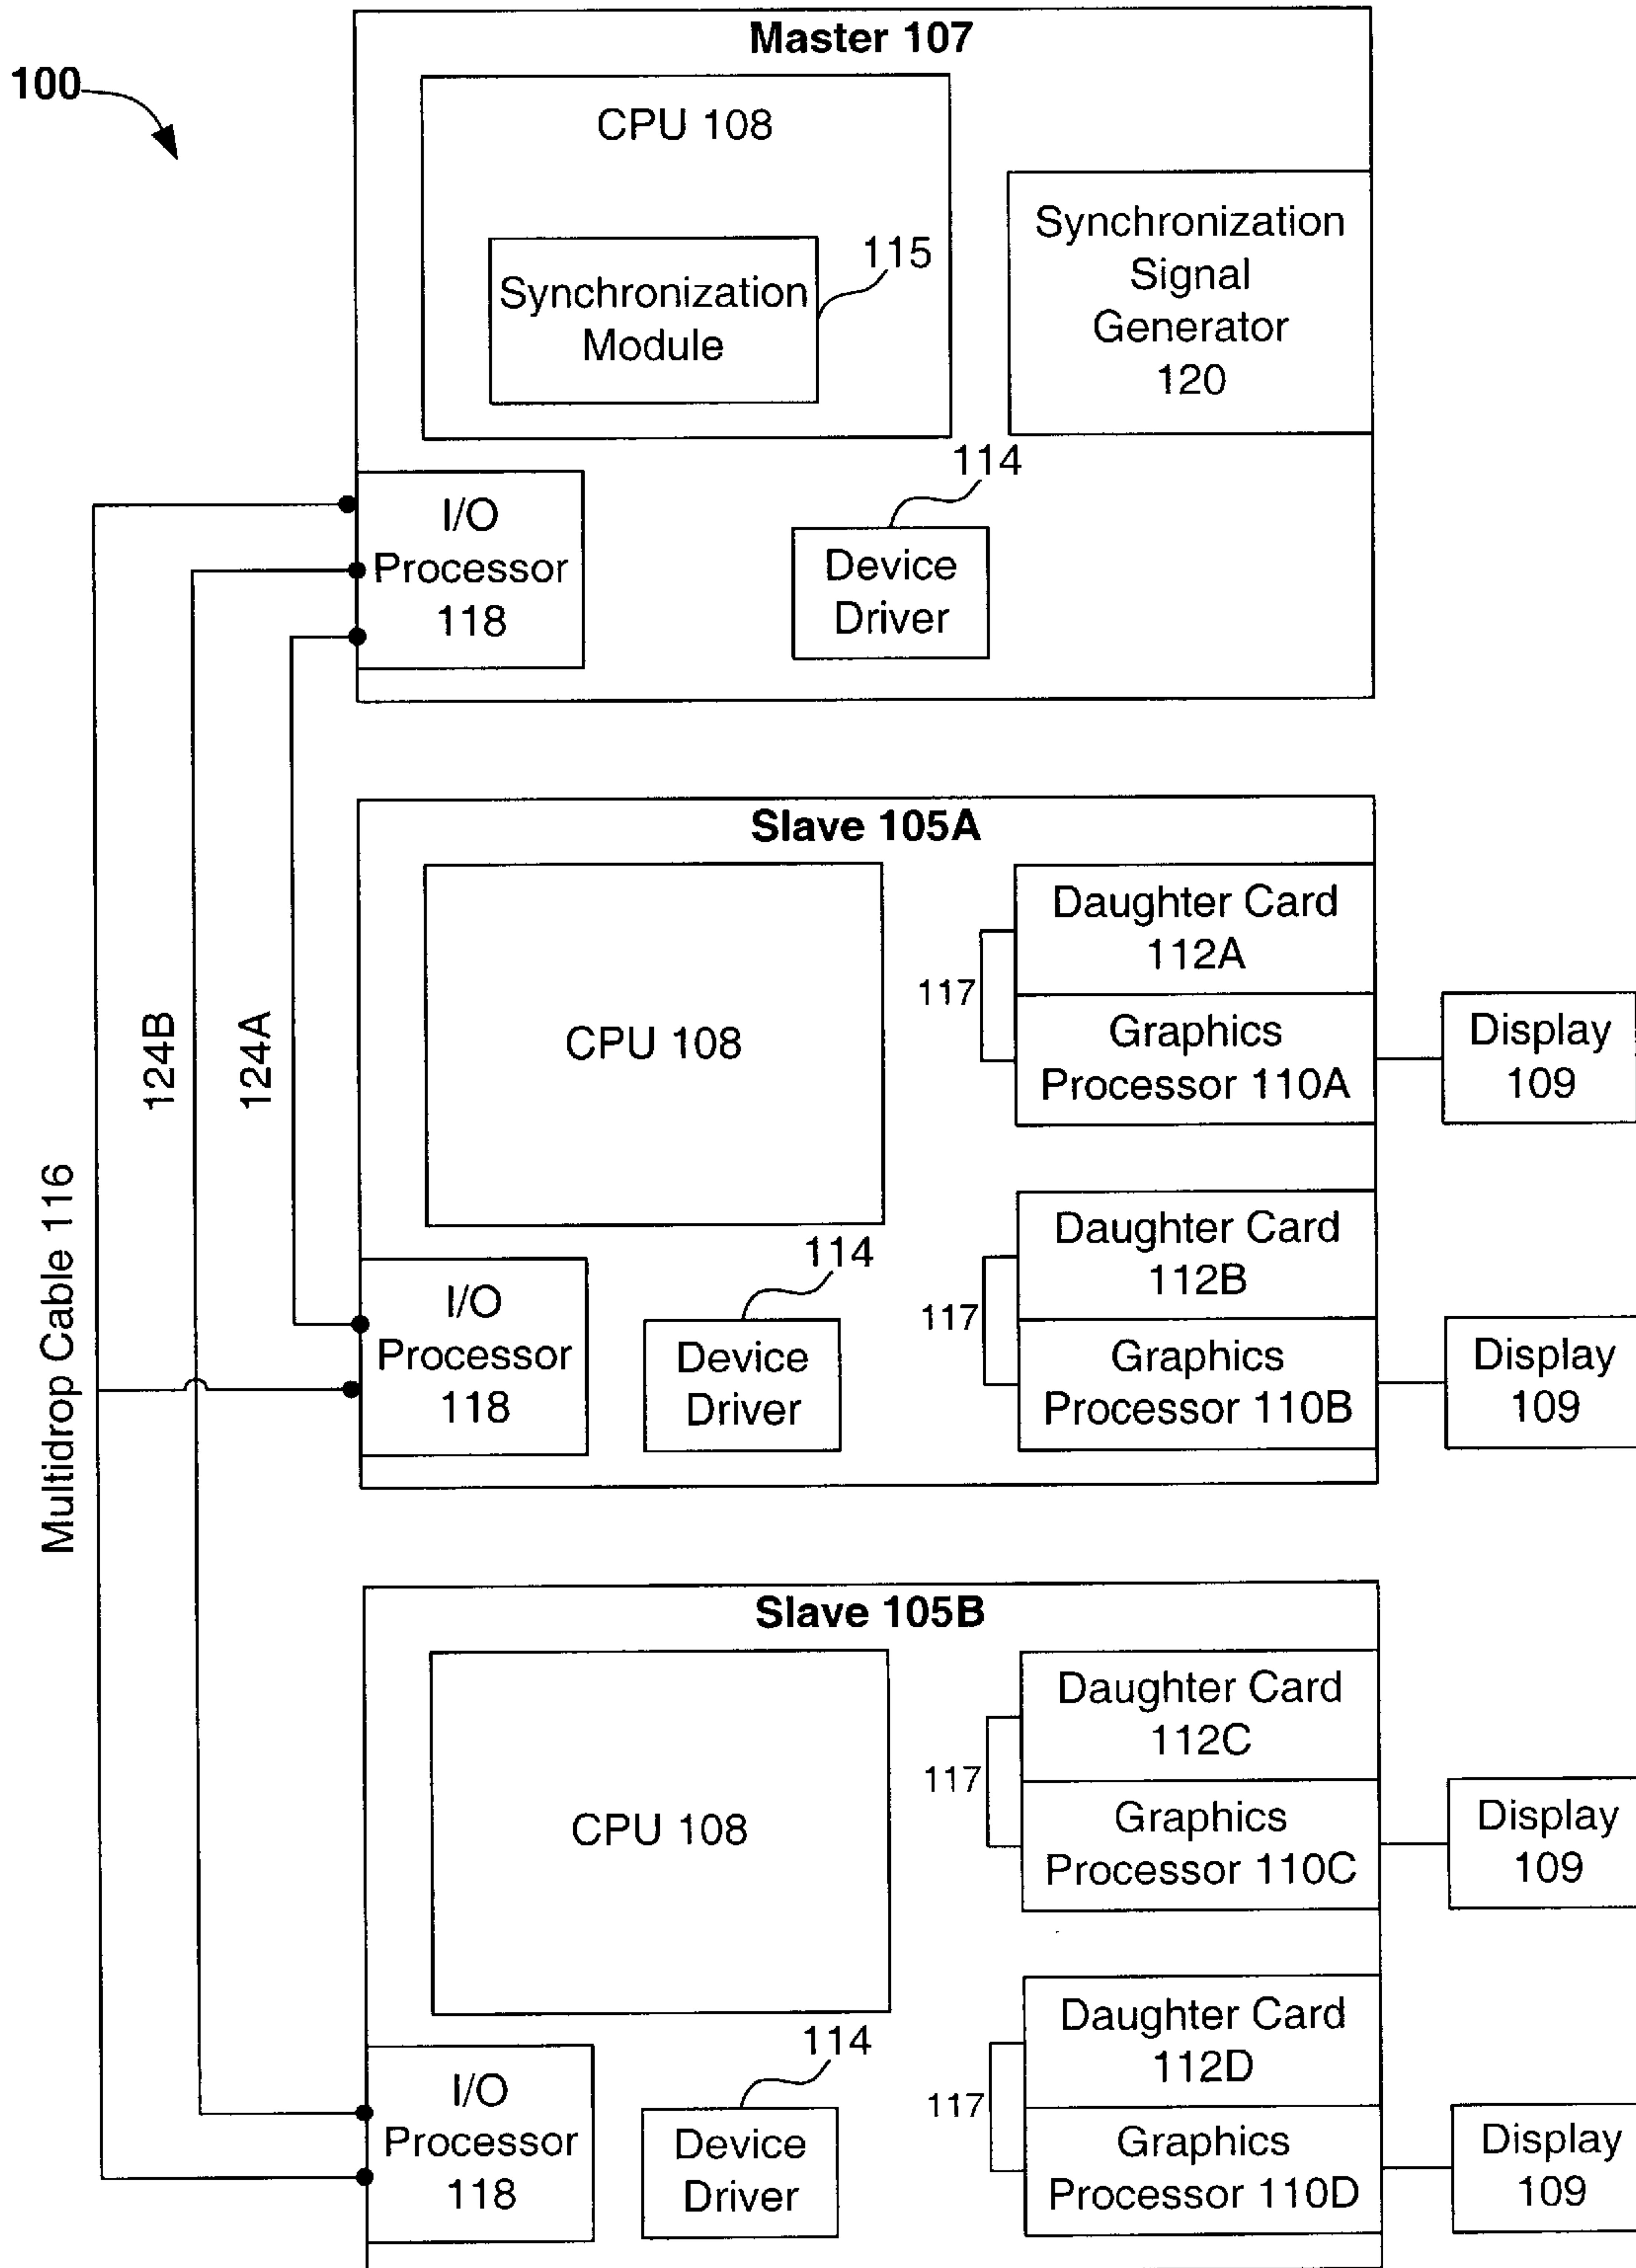 100
Master 107
CPU 108
Synchronization
Module
115
Synchronization
Signal
Generator
120
I/O
Processor
118
114
Device
Driver
Multidrop Cable 116
124B
124A
Slave 105A
CPU 108
Daughter Card
112A
117
Graphics
Processor 110A
Display
109
Daughter Card
112B
117
Graphics
Processor 110B
Display
109
I/O
Processor
118
114
Device
Driver
Slave 105B
CPU 108
Daughter Card
112C
117
Graphics
Processor 110C
Display
109
Daughter Card
112D
117
Graphics
Processor 110D
Display
109
I/O
Processor
118
114
Device
Driver